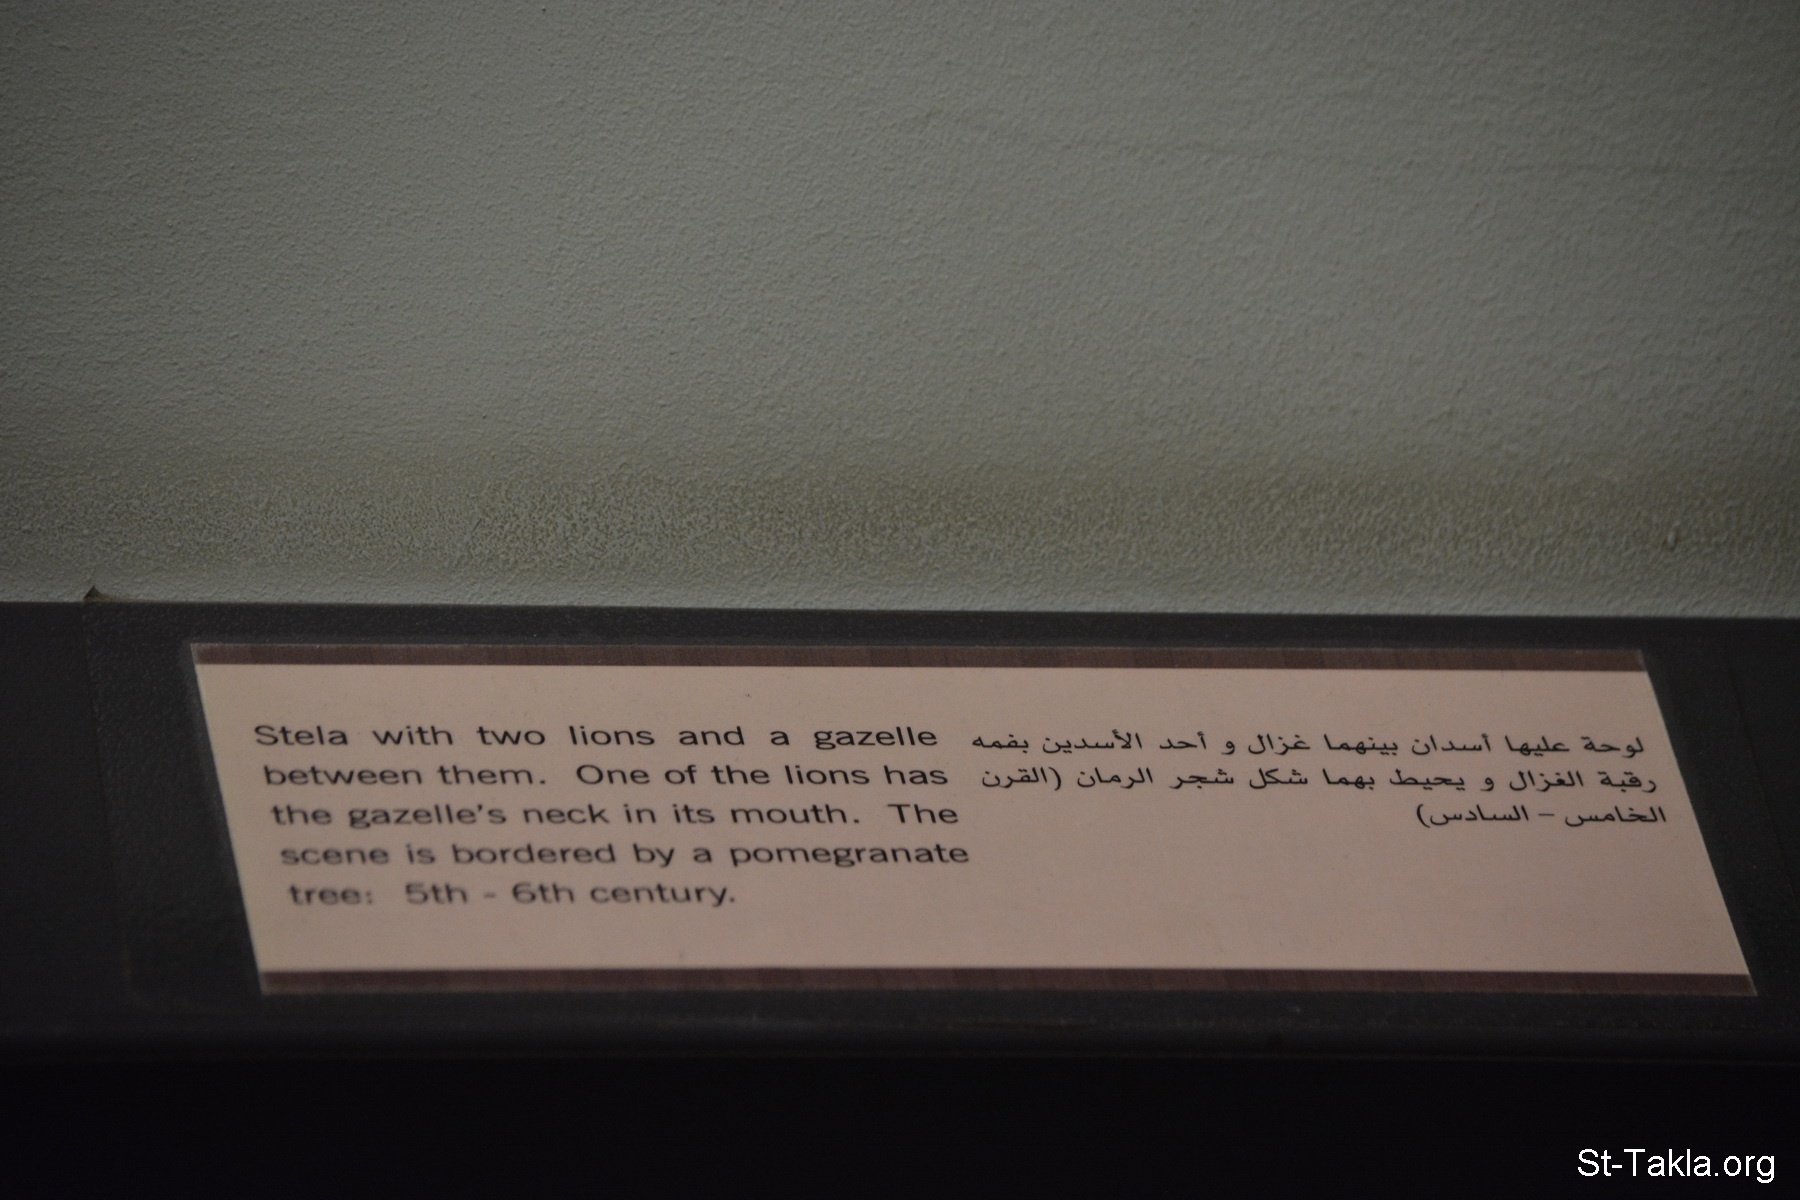 Stela with two lions and a gazelle
between them. One of the lions has
the gazelle's neck in its mouth. The
scene is bordered by a pomegranate
tree: 5th - 6th century.
لوحة عليها أسدان بينهما غزال و أحد الأسدين بفمه
رقبة الغزال و يحيط بهما شكل شجر الرمان (القرن
الخامس – السادس)
St-Takla.org